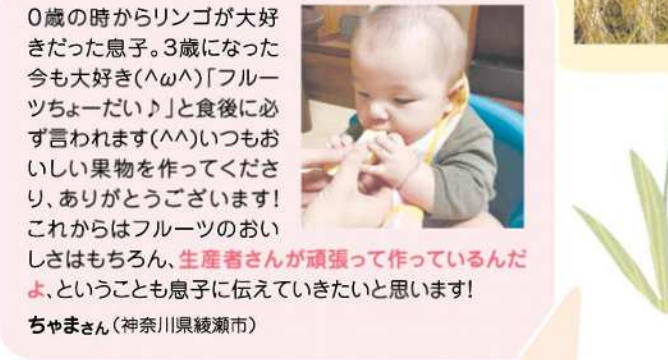 0歳の時からリンゴが大好
きだった息子。3歳になった
今も大好き(^ω^)「フルー
ツちょーだい♪」と食後に必
ず言われます(^^)いつもお
いしい果物を作ってくださ
り、ありがとうございます!
これからはフルーツのおい
しさはもちろん、生産者さんが頑張って作っているんだ
よ、ということも息子に伝えていきたいと思います!
ちゃまさん(神奈川県綾瀬市)